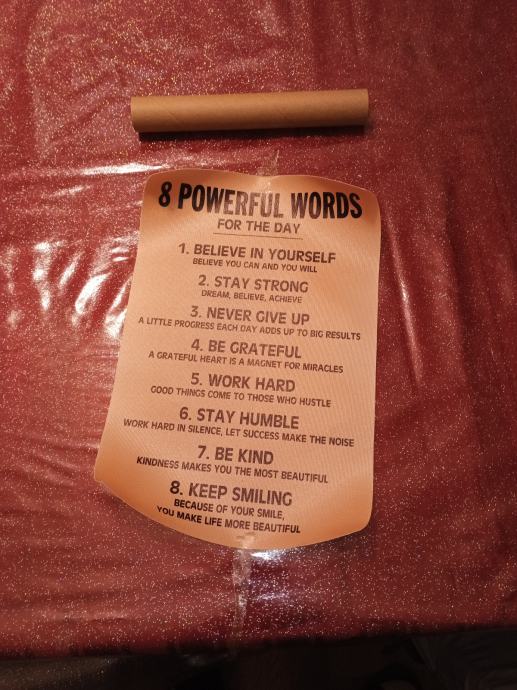 8 POWERFUL WORDS
FOR THE DAY
1. BELIEVE IN YOURSELF
BELIEVE YOU CAN AND YOU WILL
2. STAY STRONG
DREAM, BELIEVE, ACHIEVE
3. NEVER GIVE UP
A LITTLE PROGRESS EACH DAY ADDS UP TO BIG RESULTS
4. BE GRATEFUL
A GRATEFUL HEART IS A MAGNET FOR MIRACLES
5. WORK HARD
GOOD THINGS COME TO THOSE WHO HUSTLE
6. STAY HUMBLE
WORK HARD IN SILENCE, LET SUCCESS MAKE THE NOISE
7. BE KIND
KINDNESS MAKES YOU THE MOST BEAUTIFUL
8. KEEP SMILING
BECAUSE OF YOUR SMILE,
YOU MAKE LIFE MORE BEAUTIFUL